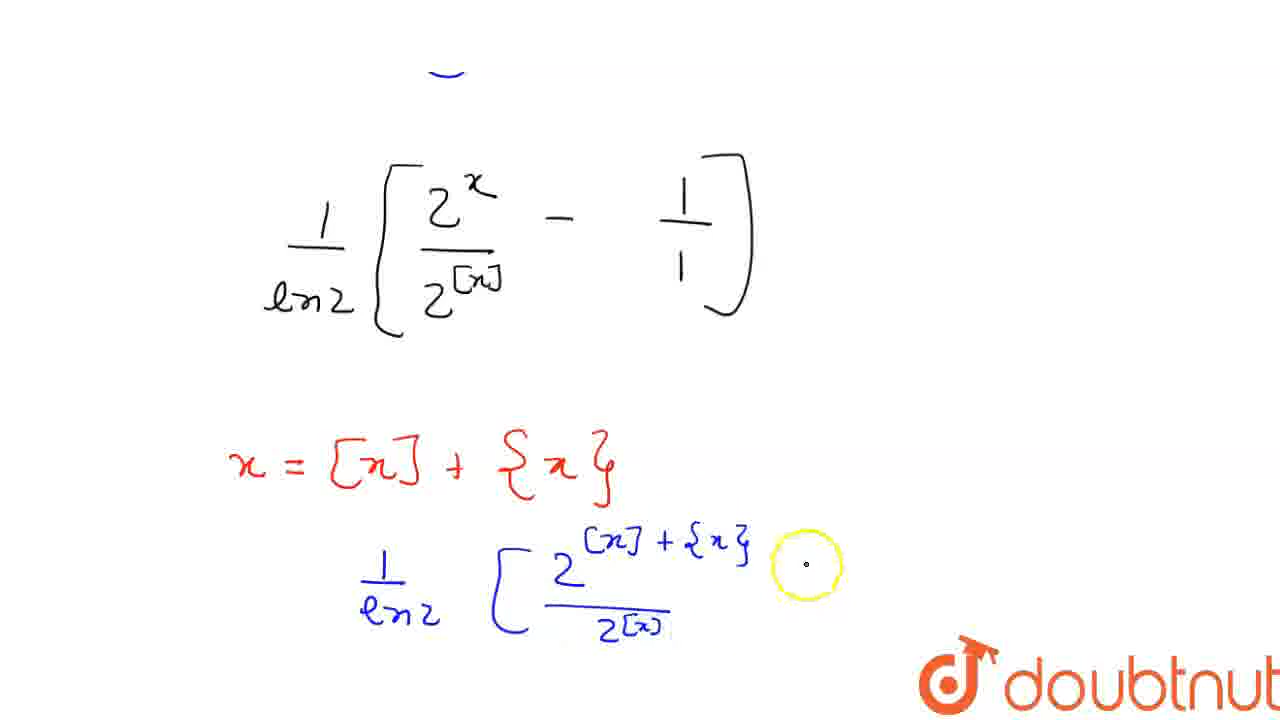 1/ln2 [ 2^x / 2^[x] - 1/1 ]
x = [x] + {x}
1/ln2 [ 2^[x] + {x} / 2^[x]
doubtnut